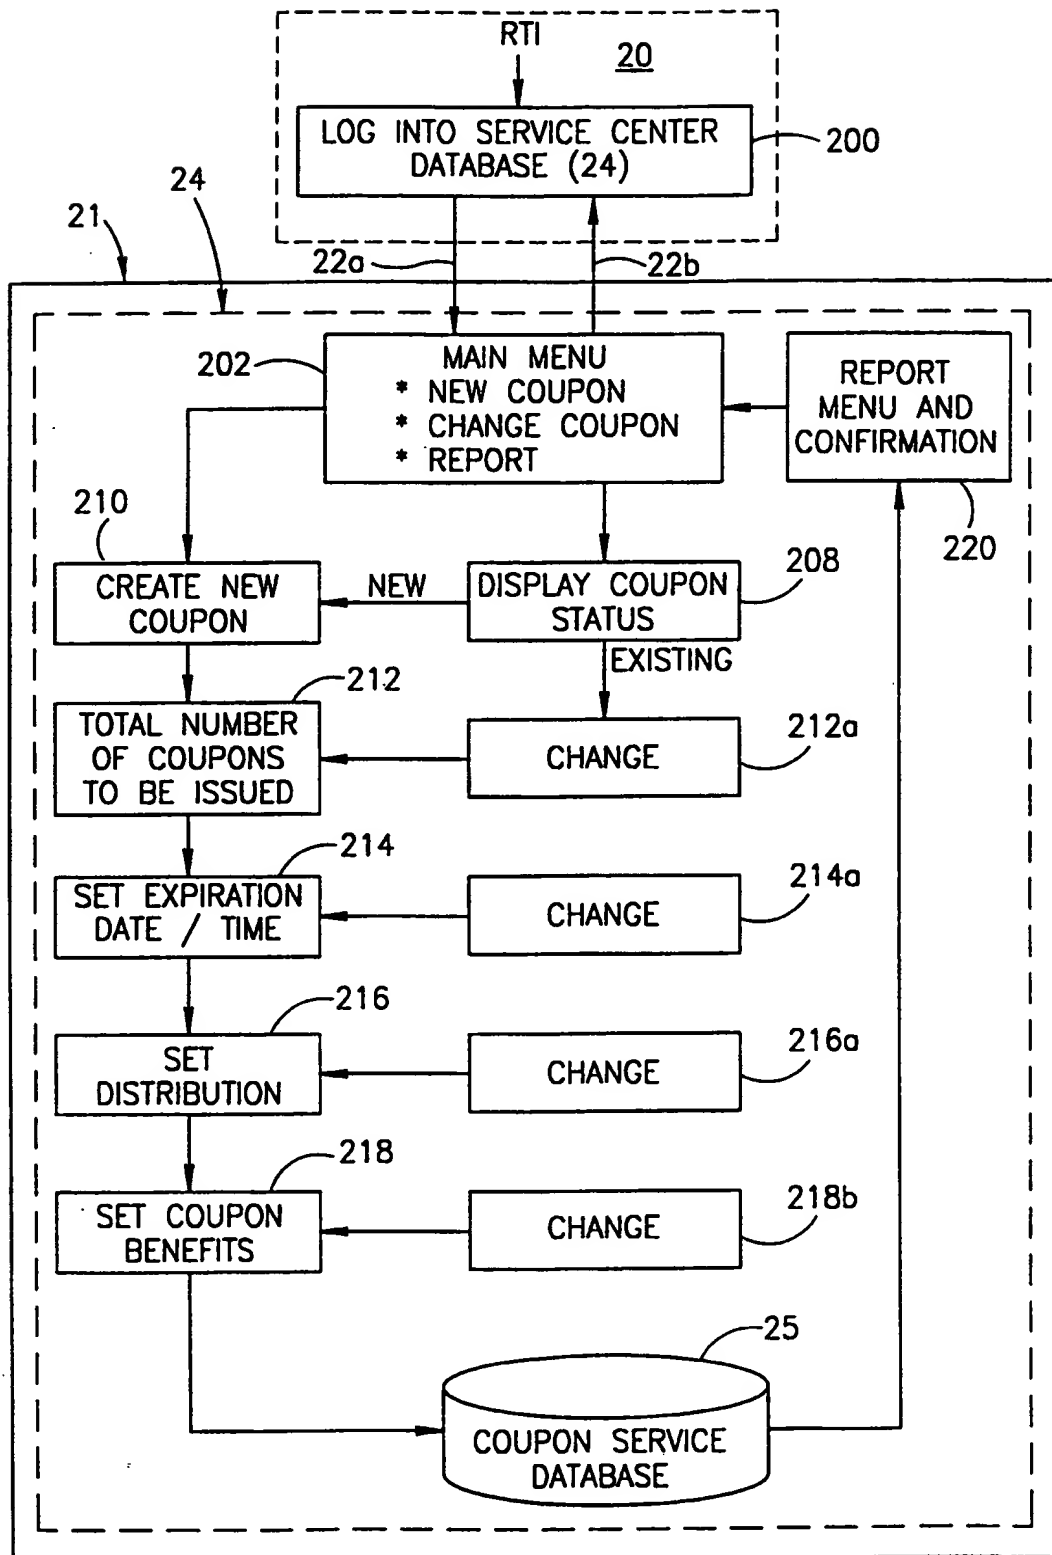 RTI
20
LOG INTO SERVICE CENTER
DATABASE (24)
200
24
21
22a
22b
202
MAIN MENU
* NEW COUPON
* CHANGE COUPON
* REPORT
REPORT
MENU AND
CONFIRMATION
220
210
CREATE NEW
COUPON
NEW
DISPLAY COUPON
STATUS
208
EXISTING
212
TOTAL NUMBER
OF COUPONS
TO BE ISSUED
CHANGE
212a
214
SET EXPIRATION
DATE / TIME
CHANGE
214a
216
SET
DISTRIBUTION
CHANGE
216a
218
SET COUPON
BENEFITS
CHANGE
218b
25
COUPON SERVICE
DATABASE